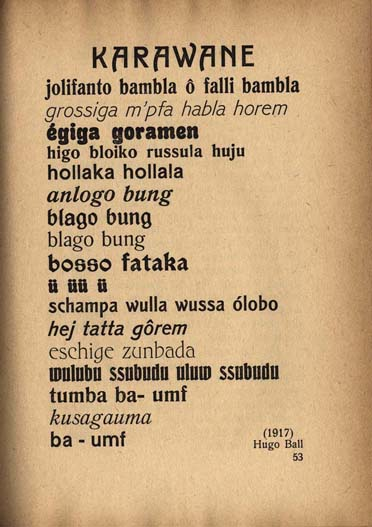 KARAWANE
jolifanto bambla ô falli bambla
grossiga m'pfa habla horem
égiga goramen
higo bloiko russula huju
hollaka hollala
anlogo bung
blago bung
blago bung
bosso fataka
ü üü ü
schampa wulla wussa ólobo
hej tatta gôrem
eschige zunbada
wulubu ssubudu uluw ssubudu
tumba ba- umf
kusagauma
ba - umf
(1917)
Hugo Ball
53